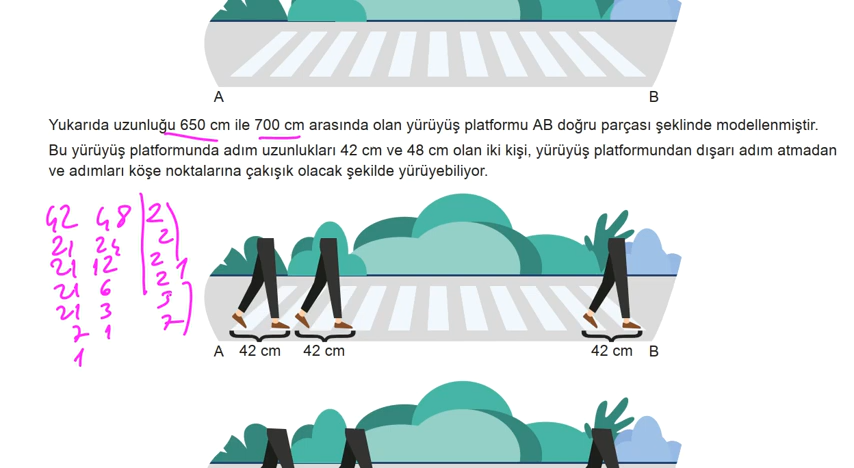 A B
Yukarıda uzunluğu 650 cm ile 700 cm arasında olan yürüyüş platformu AB doğru parçası şeklinde modellenmiştir.
Bu yürüyüş platformunda adım uzunlukları 42 cm ve 48 cm olan iki kişi, yürüyüş platformundan dışarı adım atmadan
ve adımları köşe noktalarına çakışık olacak şekilde yürüyebiliyor.
42 48 2
21 24 2
21 12 2
21 6 2
21 3 3
7 1 7
1
A 42 cm 42 cm 42 cm B